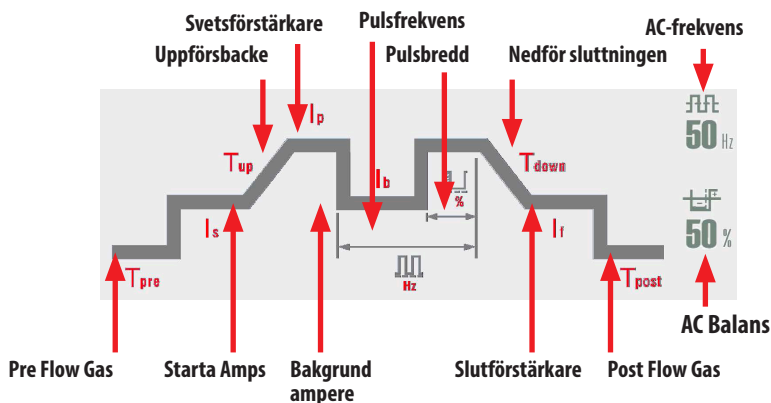 Pulsfrekvens
Svetsförstärkare
AC-frekvens
Uppförsbacke
Pulsbredd
Nedför sluttningen
Ip
50 Hz
Tup
Tdown
Ib
%
Is
If
50 %
Hz
Tpre
Tpost
AC Balans
Pre Flow Gas
Starta Amps
Bakgrund
ampere
Slutförstärkare
Post Flow Gas